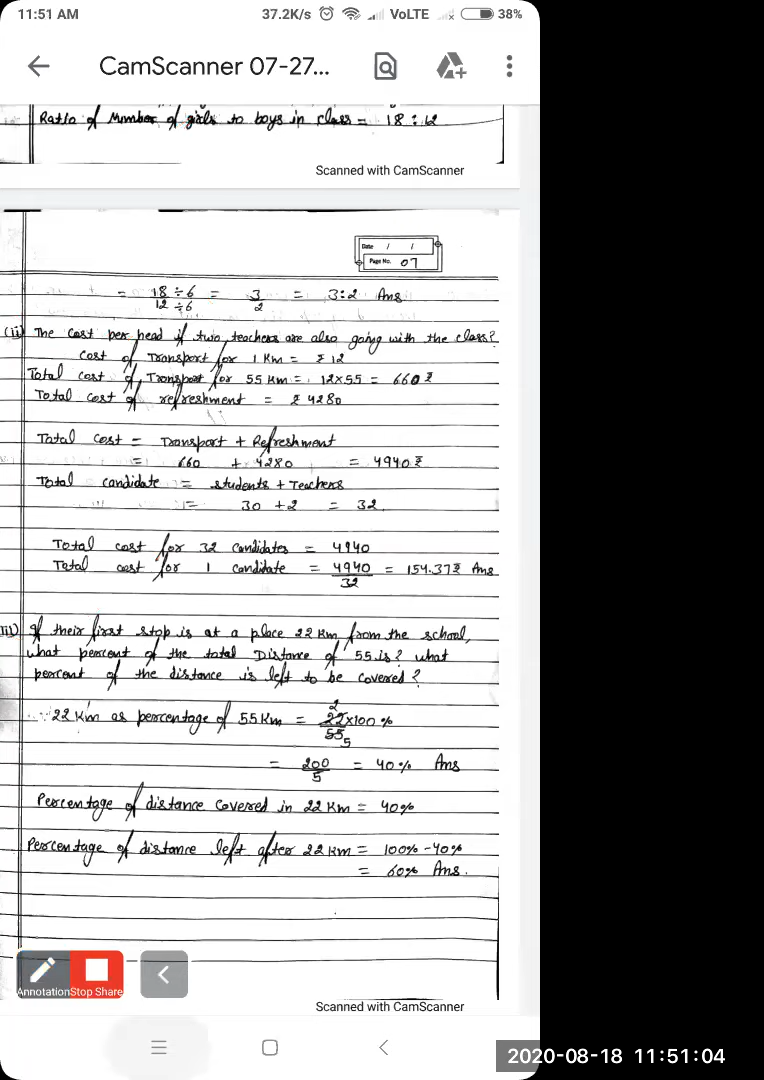 11:51 AM 37.2K/s VoLTE 38%
CamScanner 07-27...
Ratio of Number of girls to boys in class = 18 : 12
Scanned with CamScanner
Date / /
Page No. 07
= 18 ÷ 6 / 12 ÷ 6 = 3/2 = 3:2 Ans
(ii) The cost per head if two teachers are also going with the class?
Cost of Transport for 1 Km = ₹ 12
Total cost of Transport for 55 KM = 12×55 = 660 ₹
Total cost of refreshment = ₹ 4280
Total cost = Transport + Refreshment
= 660 + 4280 = 4940 ₹
Total candidate = students + Teachers
= 30 + 2 = 32
Total cost for 32 candidates = 4940
Total cost for 1 candidate = 4940/32 = 154.37₹ Ans
iii) If their first stop is at a place 22 Km from the school,
what percent of the total Distance of 55 is? what
percent of the distance is left to be covered?
∵ 22 Km as percentage of 55 Km = 22/55 ×100 %
2
5
= 200/5 = 40% Ans
Percentage of distance covered in 22 Km = 40%
Percentage of distance left after 22 KM = 100% - 40%
= 60% Ans.
Annotation Stop Share
Scanned with CamScanner
2020-08-18 11:51:04